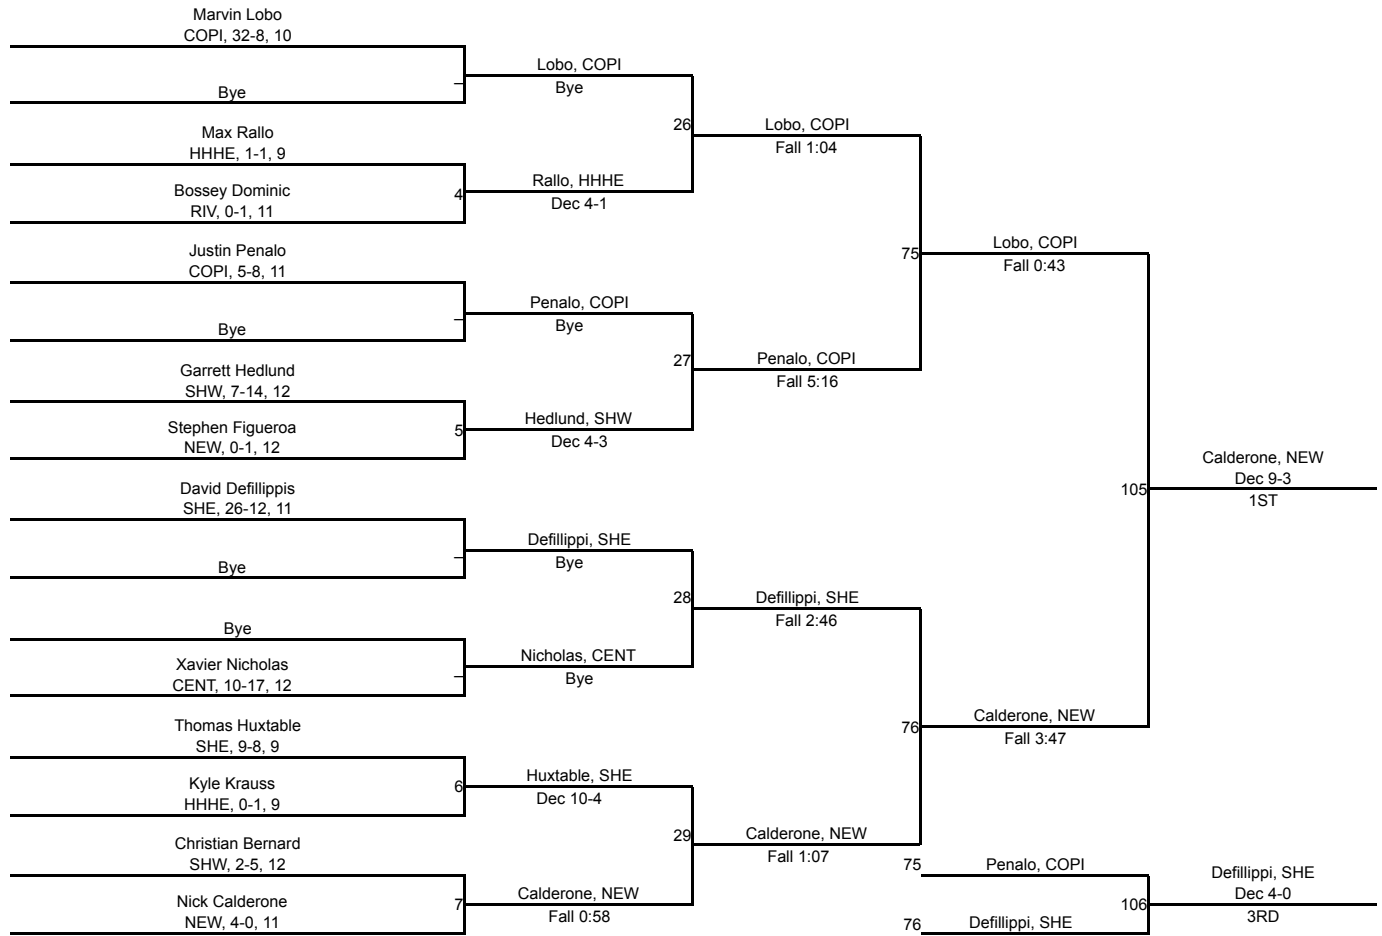 Marvin Lobo
COPI, 32-8, 10
Bye
Max Rallo
HHHE, 1-1, 9
Bossey Dominic
RIV, 0-1, 11
Justin Penalo
COPI, 5-8, 11
Bye
Garrett Hedlund
SHW, 7-14, 12
Stephen Figueroa
NEW, 0-1, 12
David Defillippis
SHE, 26-12, 11
Bye
Bye
Xavier Nicholas
CENT, 10-17, 12
Thomas Huxtable
SHE, 9-8, 9
Kyle Krauss
HHHE, 0-1, 9
Christian Bernard
SHW, 2-5, 12
Nick Calderone
NEW, 4-0, 11
Lobo, COPI
Bye
4
Rallo, HHHE
Dec 4-1
Penalo, COPI
Bye
5
Hedlund, SHW
Dec 4-3
Defillippi, SHE
Bye
Nicholas, CENT
Bye
6
Huxtable, SHE
Dec 10-4
7
Calderone, NEW
Fall 0:58
26
Lobo, COPI
Fall 1:04
27
Penalo, COPI
Fall 5:16
28
Defillippi, SHE
Fall 2:46
29
Calderone, NEW
Fall 1:07
75
Lobo, COPI
Fall 0:43
76
Calderone, NEW
Fall 3:47
105
Calderone, NEW
Dec 9-3
1ST
75
Penalo, COPI
76
Defillippi, SHE
106
Defillippi, SHE
Dec 4-0
3RD